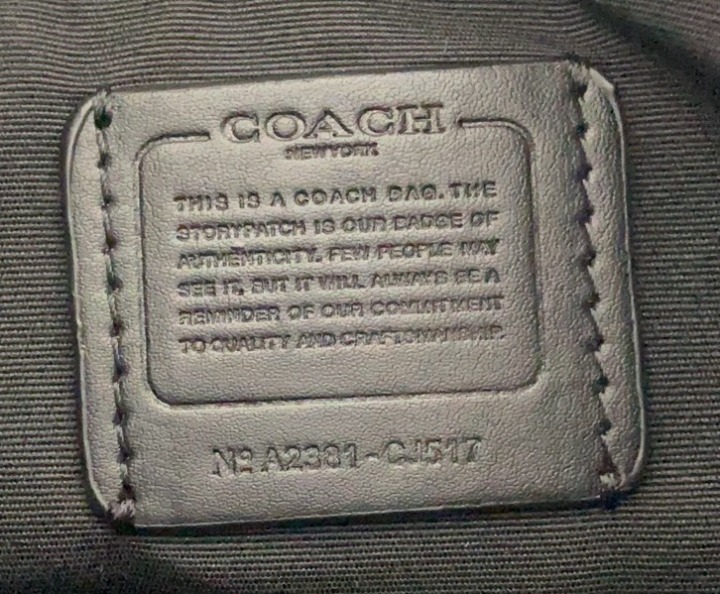 COACH
NEW YORK
THIS IS A COACH BAG. THE
STORYPATCH IS OUR BADGE OF
AUTHENTICITY. FEW PEOPLE MAY
SEE IT, BUT IT WILL ALWAYS BE A
REMINDER OF OUR COMMITMENT
TO QUALITY AND CRAFTSMANSHIP.
Nº A2381-CJ517